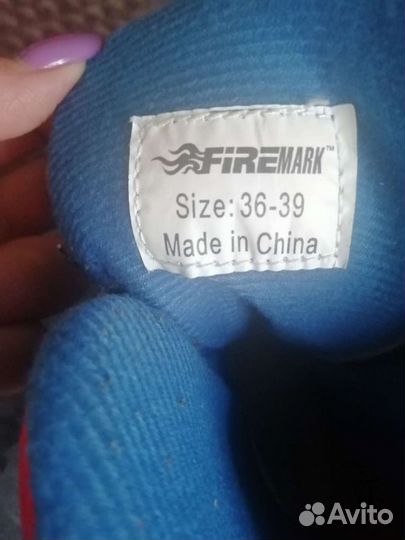 FIREMARK™
Size: 36-39
Made in China
Avito